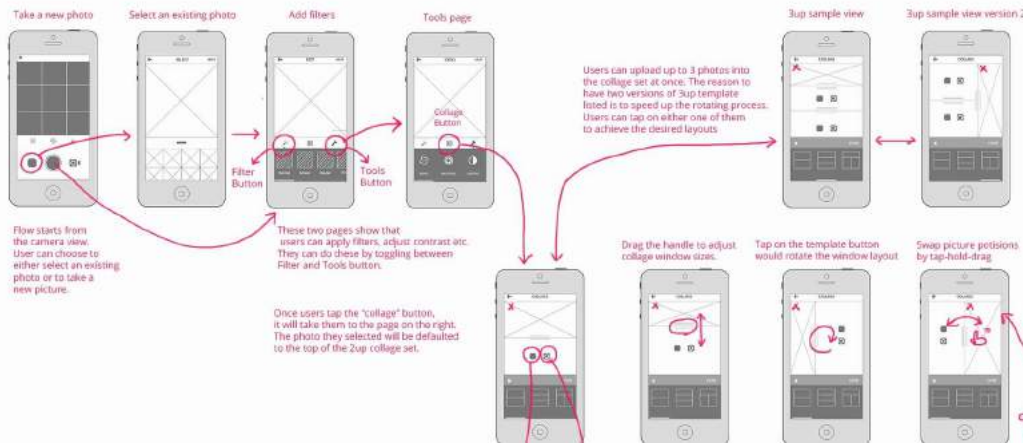 Take a new photo
Select an existing photo
Add filters
Tools page
Collage
Button
Filter
Button
Tools
Button
Flow starts from
the camera view.
User can choose to
either select an existing
photo or to take a
new picture.
These two pages show that
users can apply filters, adjust contrast etc.
They can do these by toggling between
Filter and Tools button.
Once users tap the "collage" button,
it will take them to the page on the right.
The photo they selected will be defaulted
to the top of the 2up collage set.
3up sample view
3up sample view version 2
Users can upload up to 3 photos into
the collage set at once. The reason to
have two versions of 3up template
listed is to speed up the rotating process.
Users can tap on either one of them
to achieve the desired layouts
Drag the handle to adjust
collage window sizes.
Tap on the template button
would rotate the window layout
Swap picture potisions
by tap-hold-drag